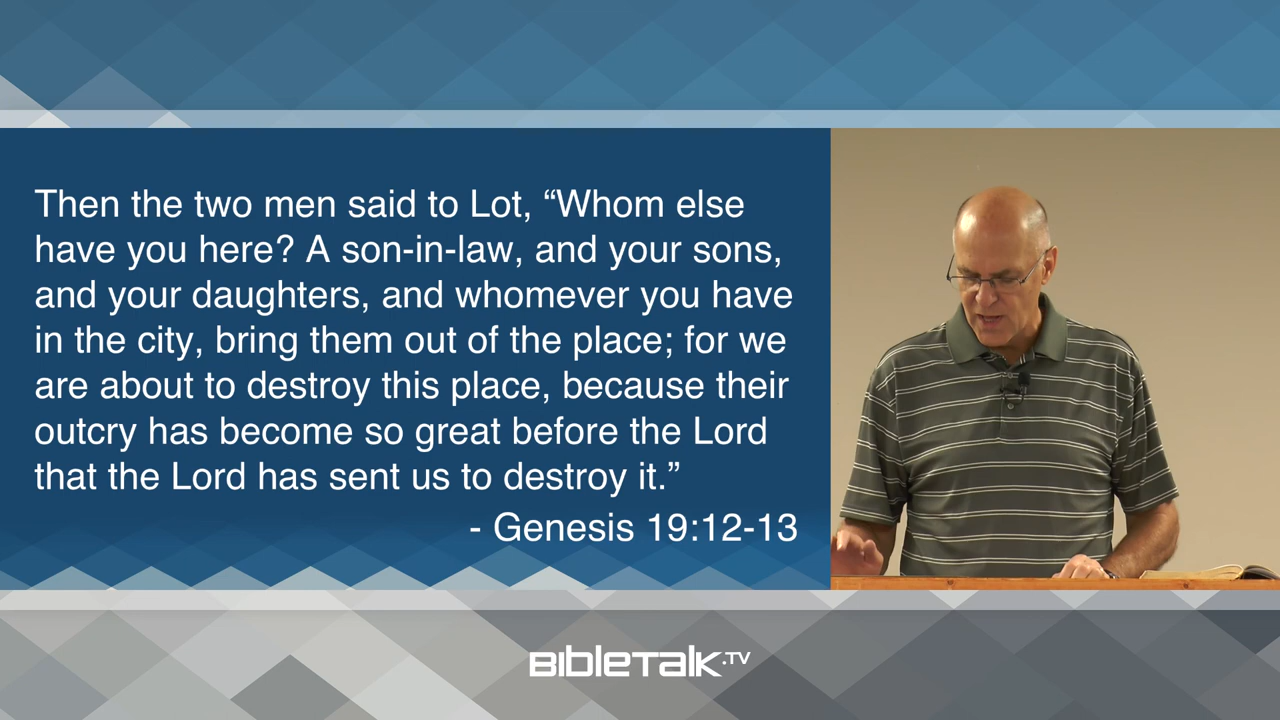 Then the two men said to Lot, “Whom else
have you here? A son-in-law, and your sons,
and your daughters, and whomever you have
in the city, bring them out of the place; for we
are about to destroy this place, because their
outcry has become so great before the Lord
that the Lord has sent us to destroy it.”
- Genesis 19:12-13
BIBLETALK.TV